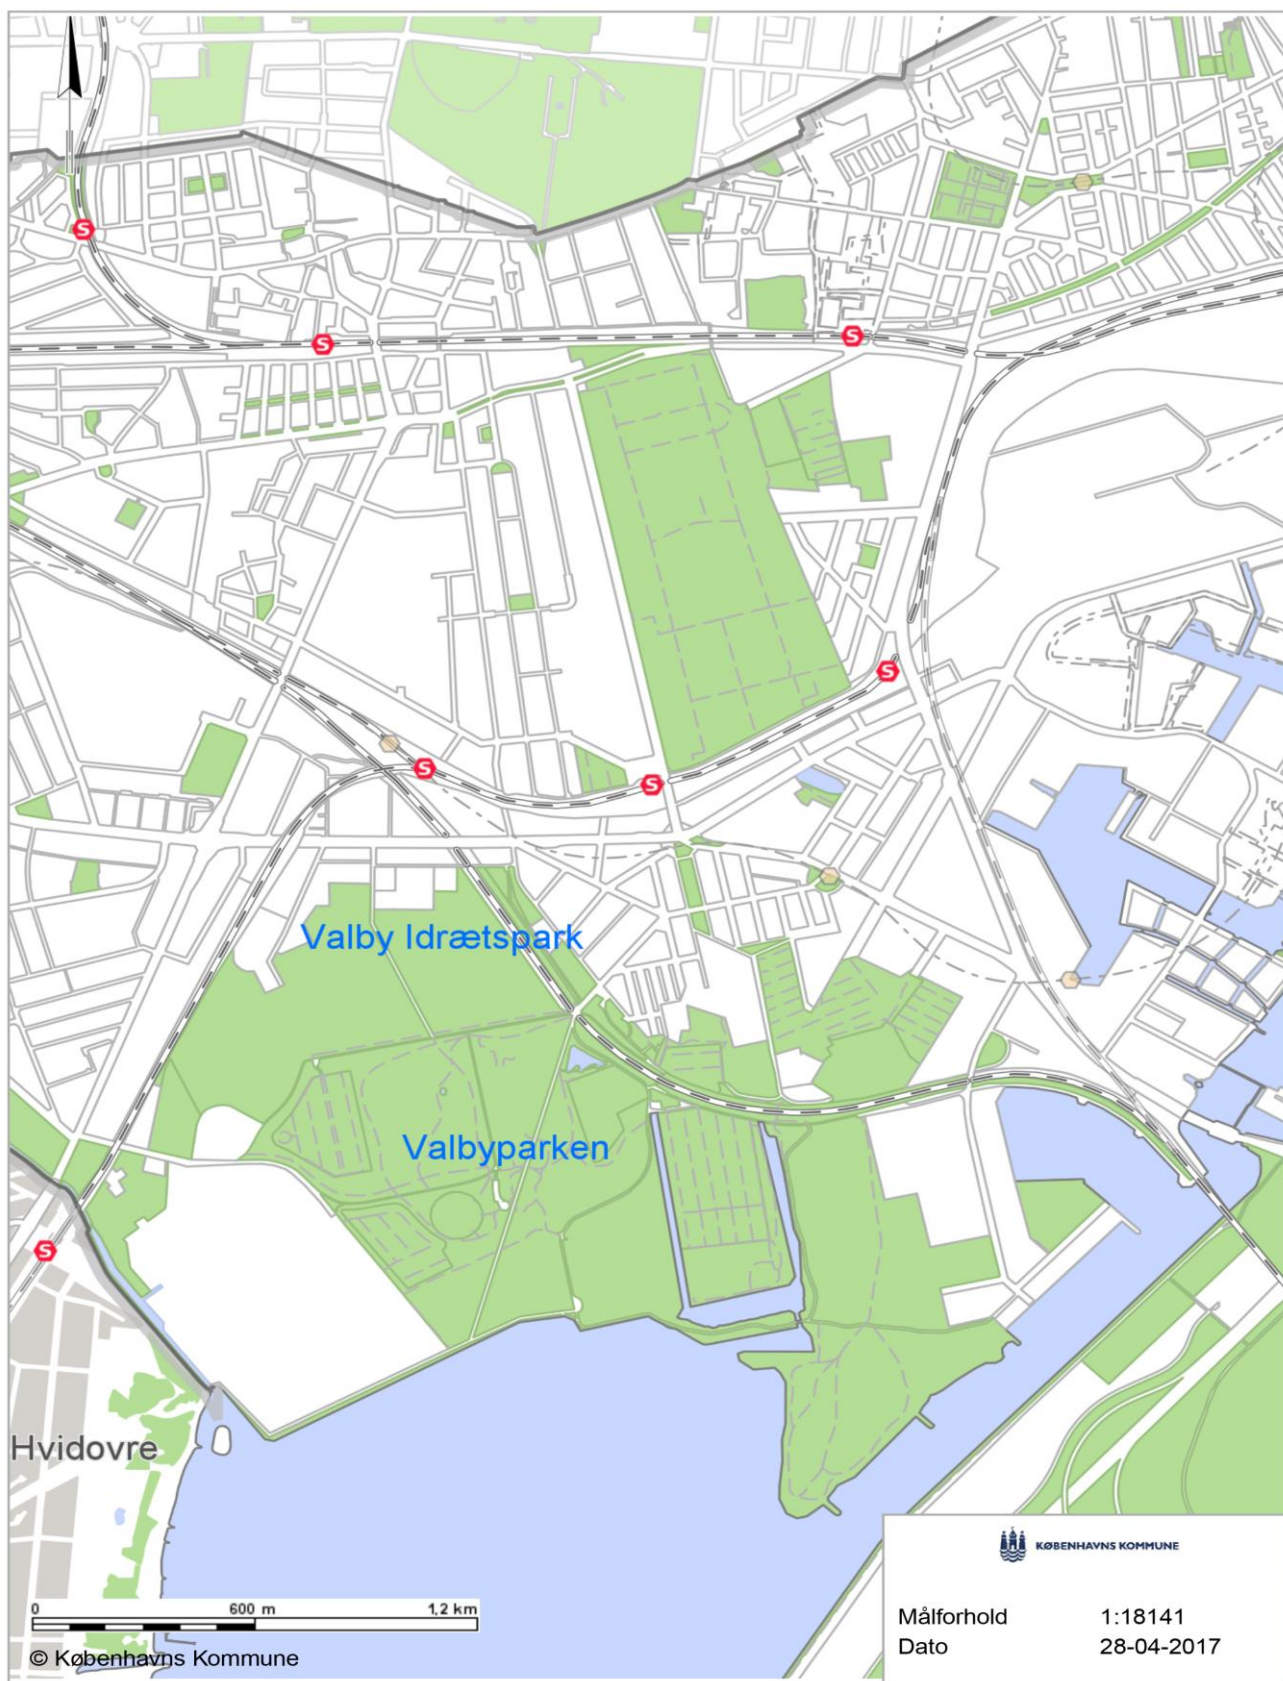 S
S
S
S
S
S
Valby Idrætspark
Valbyparken
S
Hvidovre
KØBENHAVNS KOMMUNE
0 600 m 1,2 km
Målforhold 1:18141
Dato 28-04-2017
© Københavns Kommune